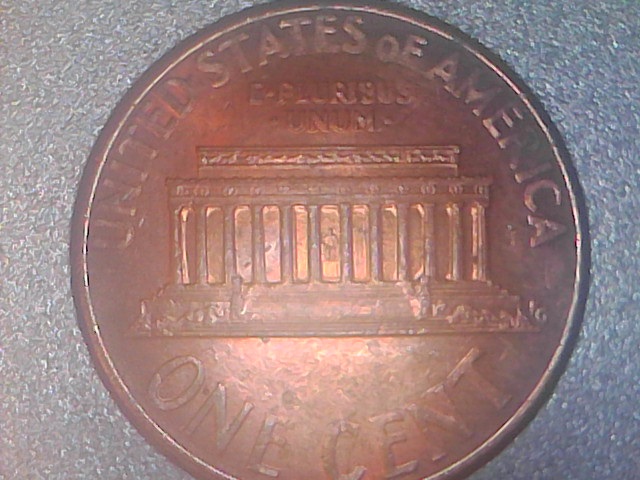 UNITED STATES OF AMERICA
E·PLURIBUS
·UNUM·
ONE CENT